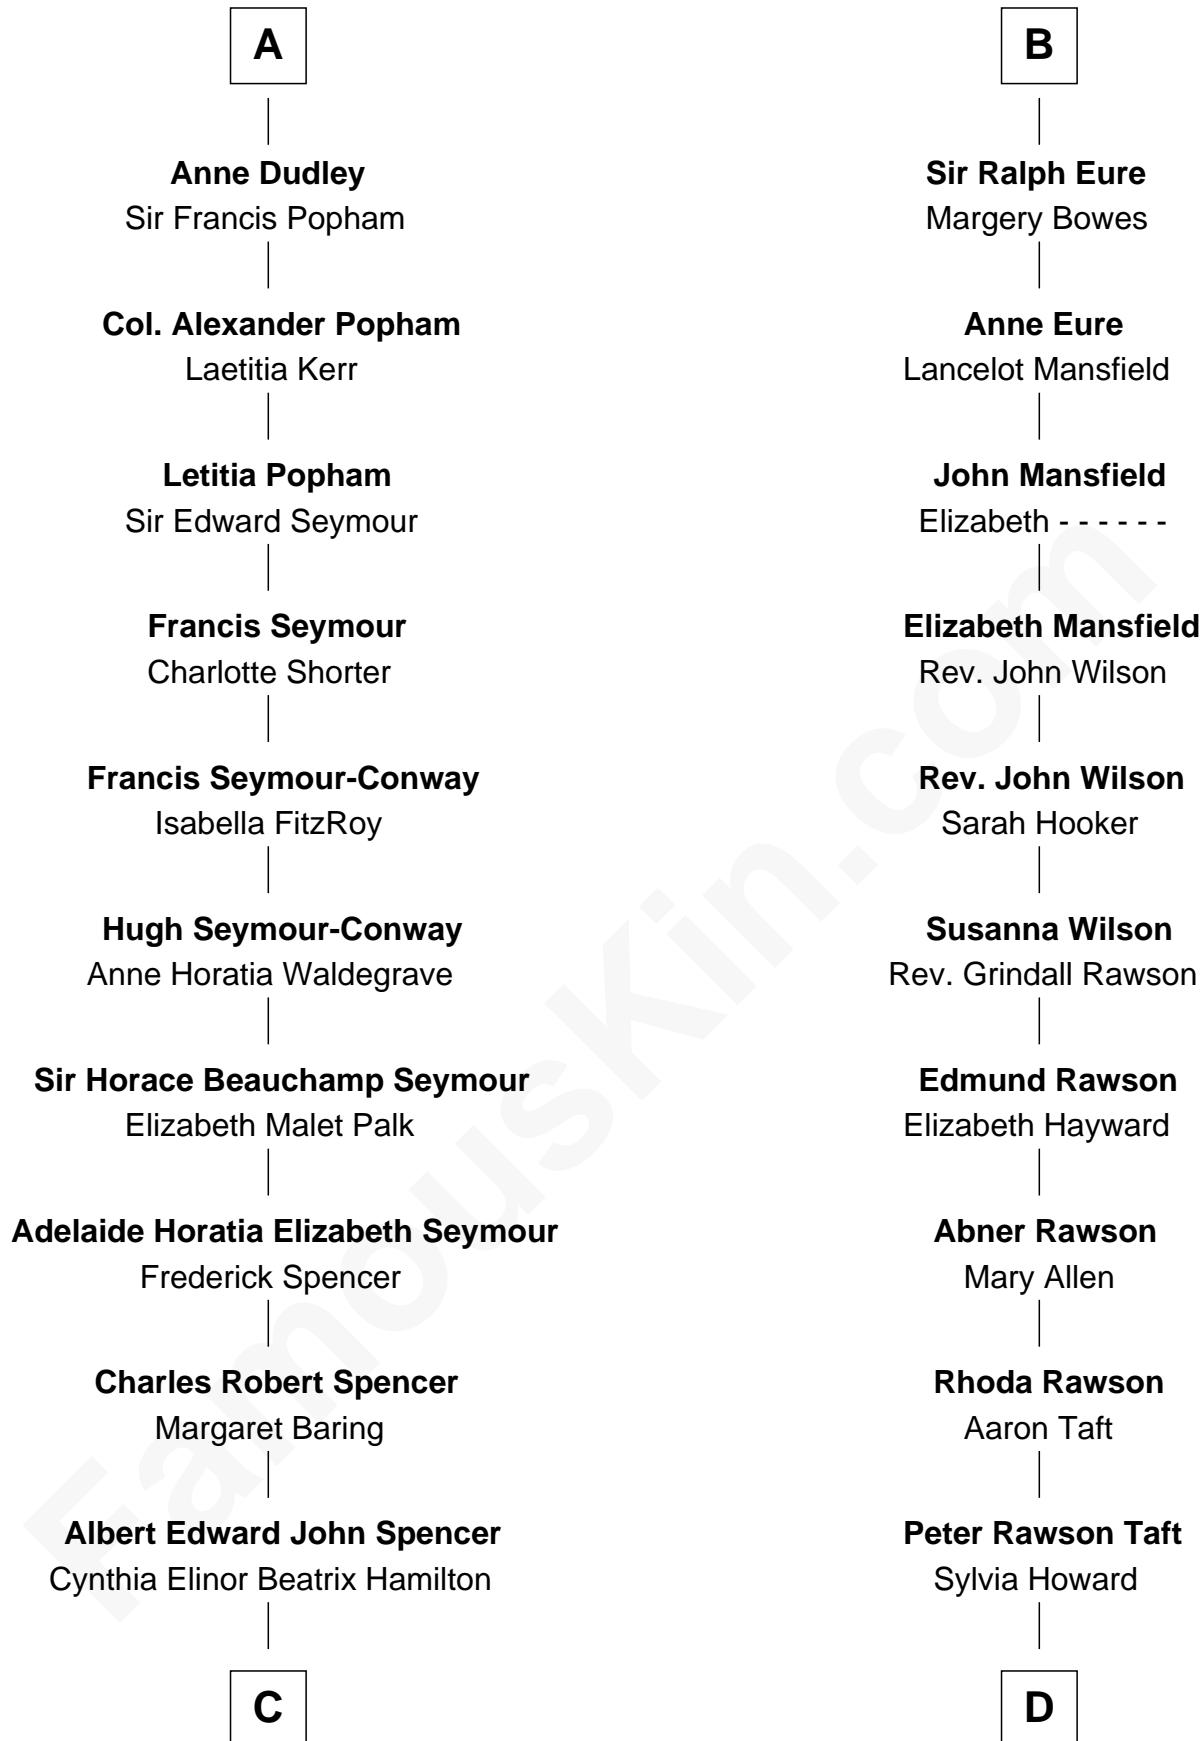 A
Anne Dudley
Sir Francis Popham
Col. Alexander Popham
Laetitia Kerr
Letitia Popham
Sir Edward Seymour
Francis Seymour
Charlotte Shorter
Francis Seymour-Conway
Isabella FitzRoy
Hugh Seymour-Conway
Anne Horatia Waldegrave
Sir Horace Beauchamp Seymour
Elizabeth Malet Palk
Adelaide Horatia Elizabeth Seymour
Frederick Spencer
Charles Robert Spencer
Margaret Baring
Albert Edward John Spencer
Cynthia Elinor Beatrix Hamilton
C
B
Sir Ralph Eure
Margery Bowes
Anne Eure
Lancelot Mansfield
John Mansfield
Elizabeth - - - - - -
Elizabeth Mansfield
Rev. John Wilson
Rev. John Wilson
Sarah Hooker
Susanna Wilson
Rev. Grindall Rawson
Edmund Rawson
Elizabeth Hayward
Abner Rawson
Mary Allen
Rhoda Rawson
Aaron Taft
Peter Rawson Taft
Sylvia Howard
D
FamousKin.com